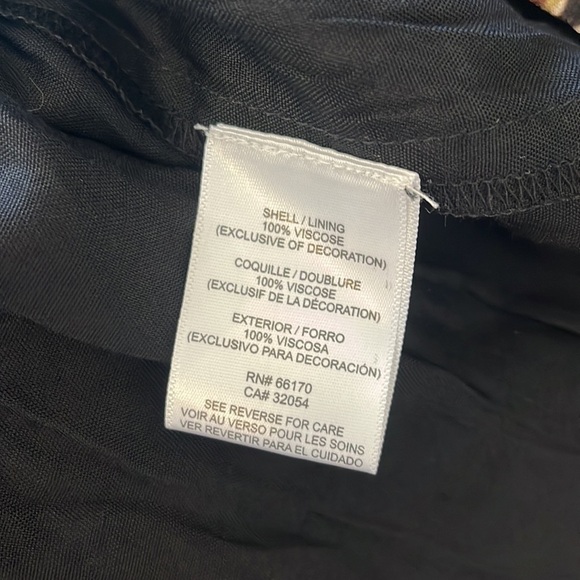 SHELL / LINING
100% VISCOSE
(EXCLUSIVE OF DECORATION)
COQUILLE / DOUBLURE
100% VISCOSE
(EXCLUSIF DE LA DÉCORATION)
EXTERIOR / FORRO
100% VISCOSA
(EXCLUSIVO PARA DECORACIÓN)
RN# 66170
CA# 32054
SEE REVERSE FOR CARE
VOIR AU VERSO POUR LES SOINS
VER REVERTIR PARA EL CUIDADO